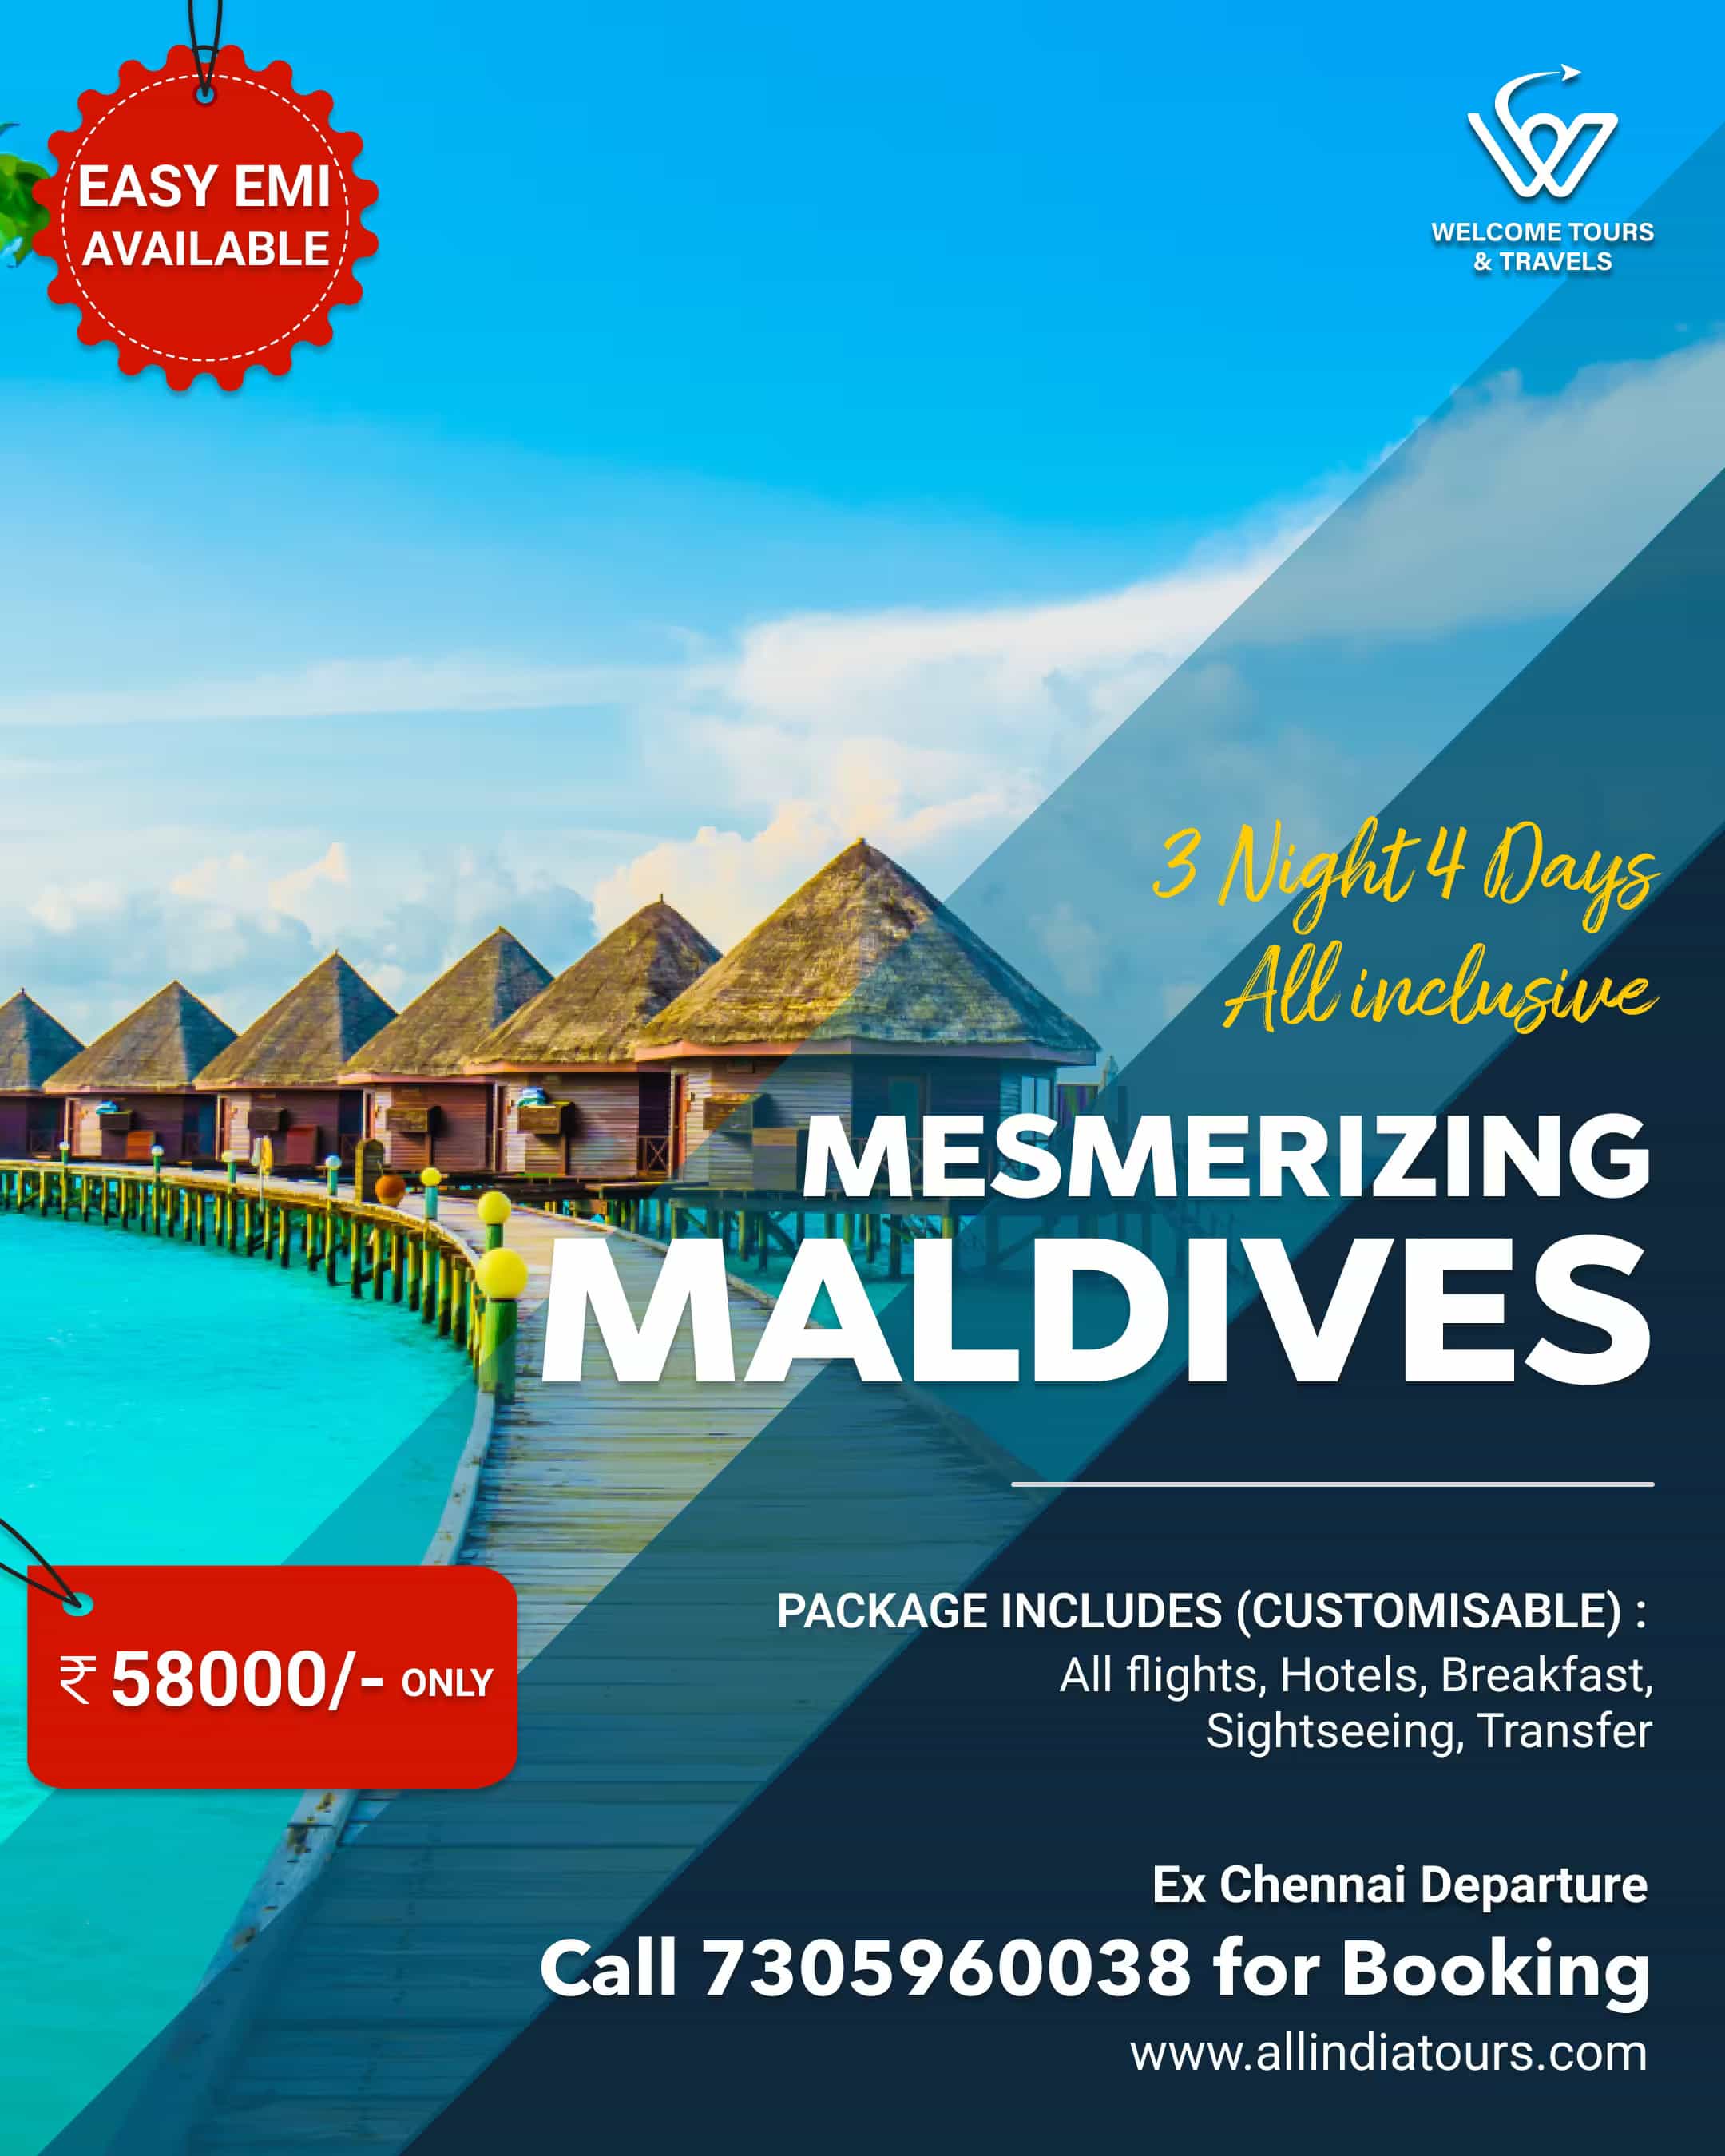 EASY EMI
AVAILABLE
WELCOME TOURS
& TRAVELS
3 Night 4 Days
All inclusive
MESMERIZING
MALDIVES
₹ 58000/- ONLY
PACKAGE INCLUDES (CUSTOMISABLE) :
All flights, Hotels, Breakfast,
Sightseeing, Transfer
Ex Chennai Departure
Call 7305960038 for Booking
www.allindiatours.com